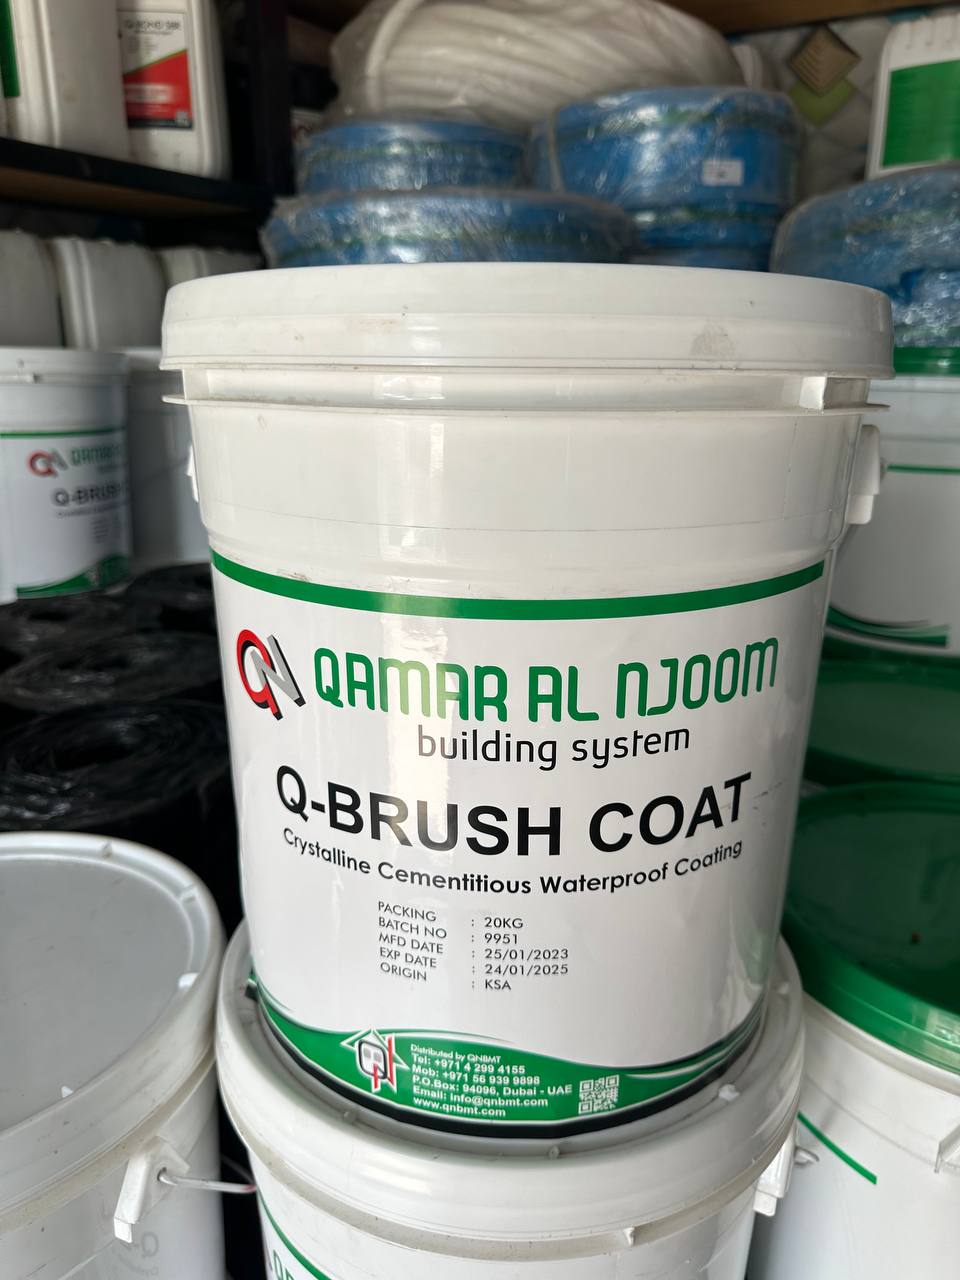 QAMAR AL NJOOM
building system
Q-BRUSH COAT
Crystalline Cementitious Waterproof Coating
PACKING : 20KG
BATCH NO : 9951
MFD DATE : 25/01/2023
EXP DATE : 24/01/2025
ORIGIN : KSA
Distributed by QNBMT
Tel: +971 4 299 4155
Mob: +971 56 939 9898
P.O.Box: 94096, Dubai - UAE
Email: info@qnbmt.com
www.qnbmt.com
QAMAR
Q-BRUSH